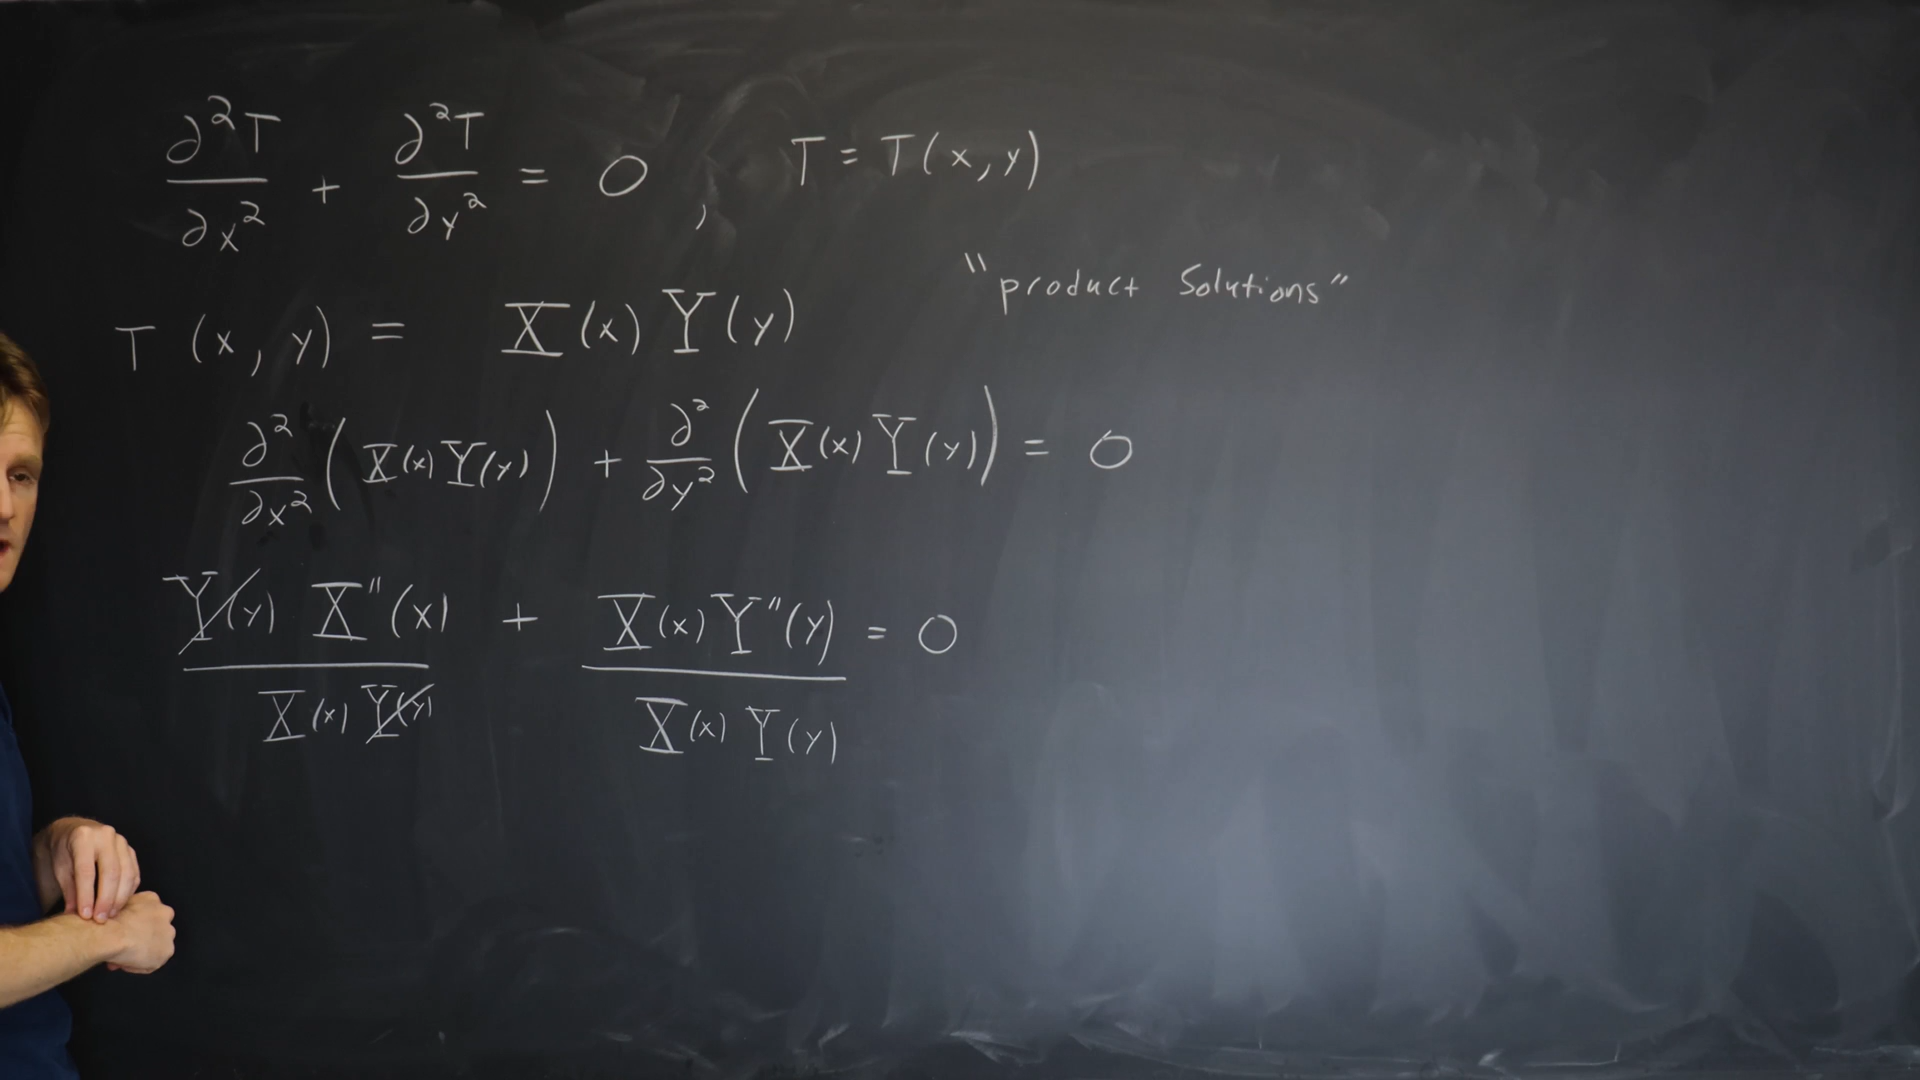 ∂²T/∂x² + ∂²T/∂y² = 0 , T = T(x, y)
"product Solutions"
T (x, y) = X(x) Y(y)
∂²/∂x² (X(x) Y(y)) + ∂²/∂y² (X(x) Y(y)) = 0
Y(y) X''(x) / X(x) Y(y) + X(x) Y''(y) / X(x) Y(y) = 0